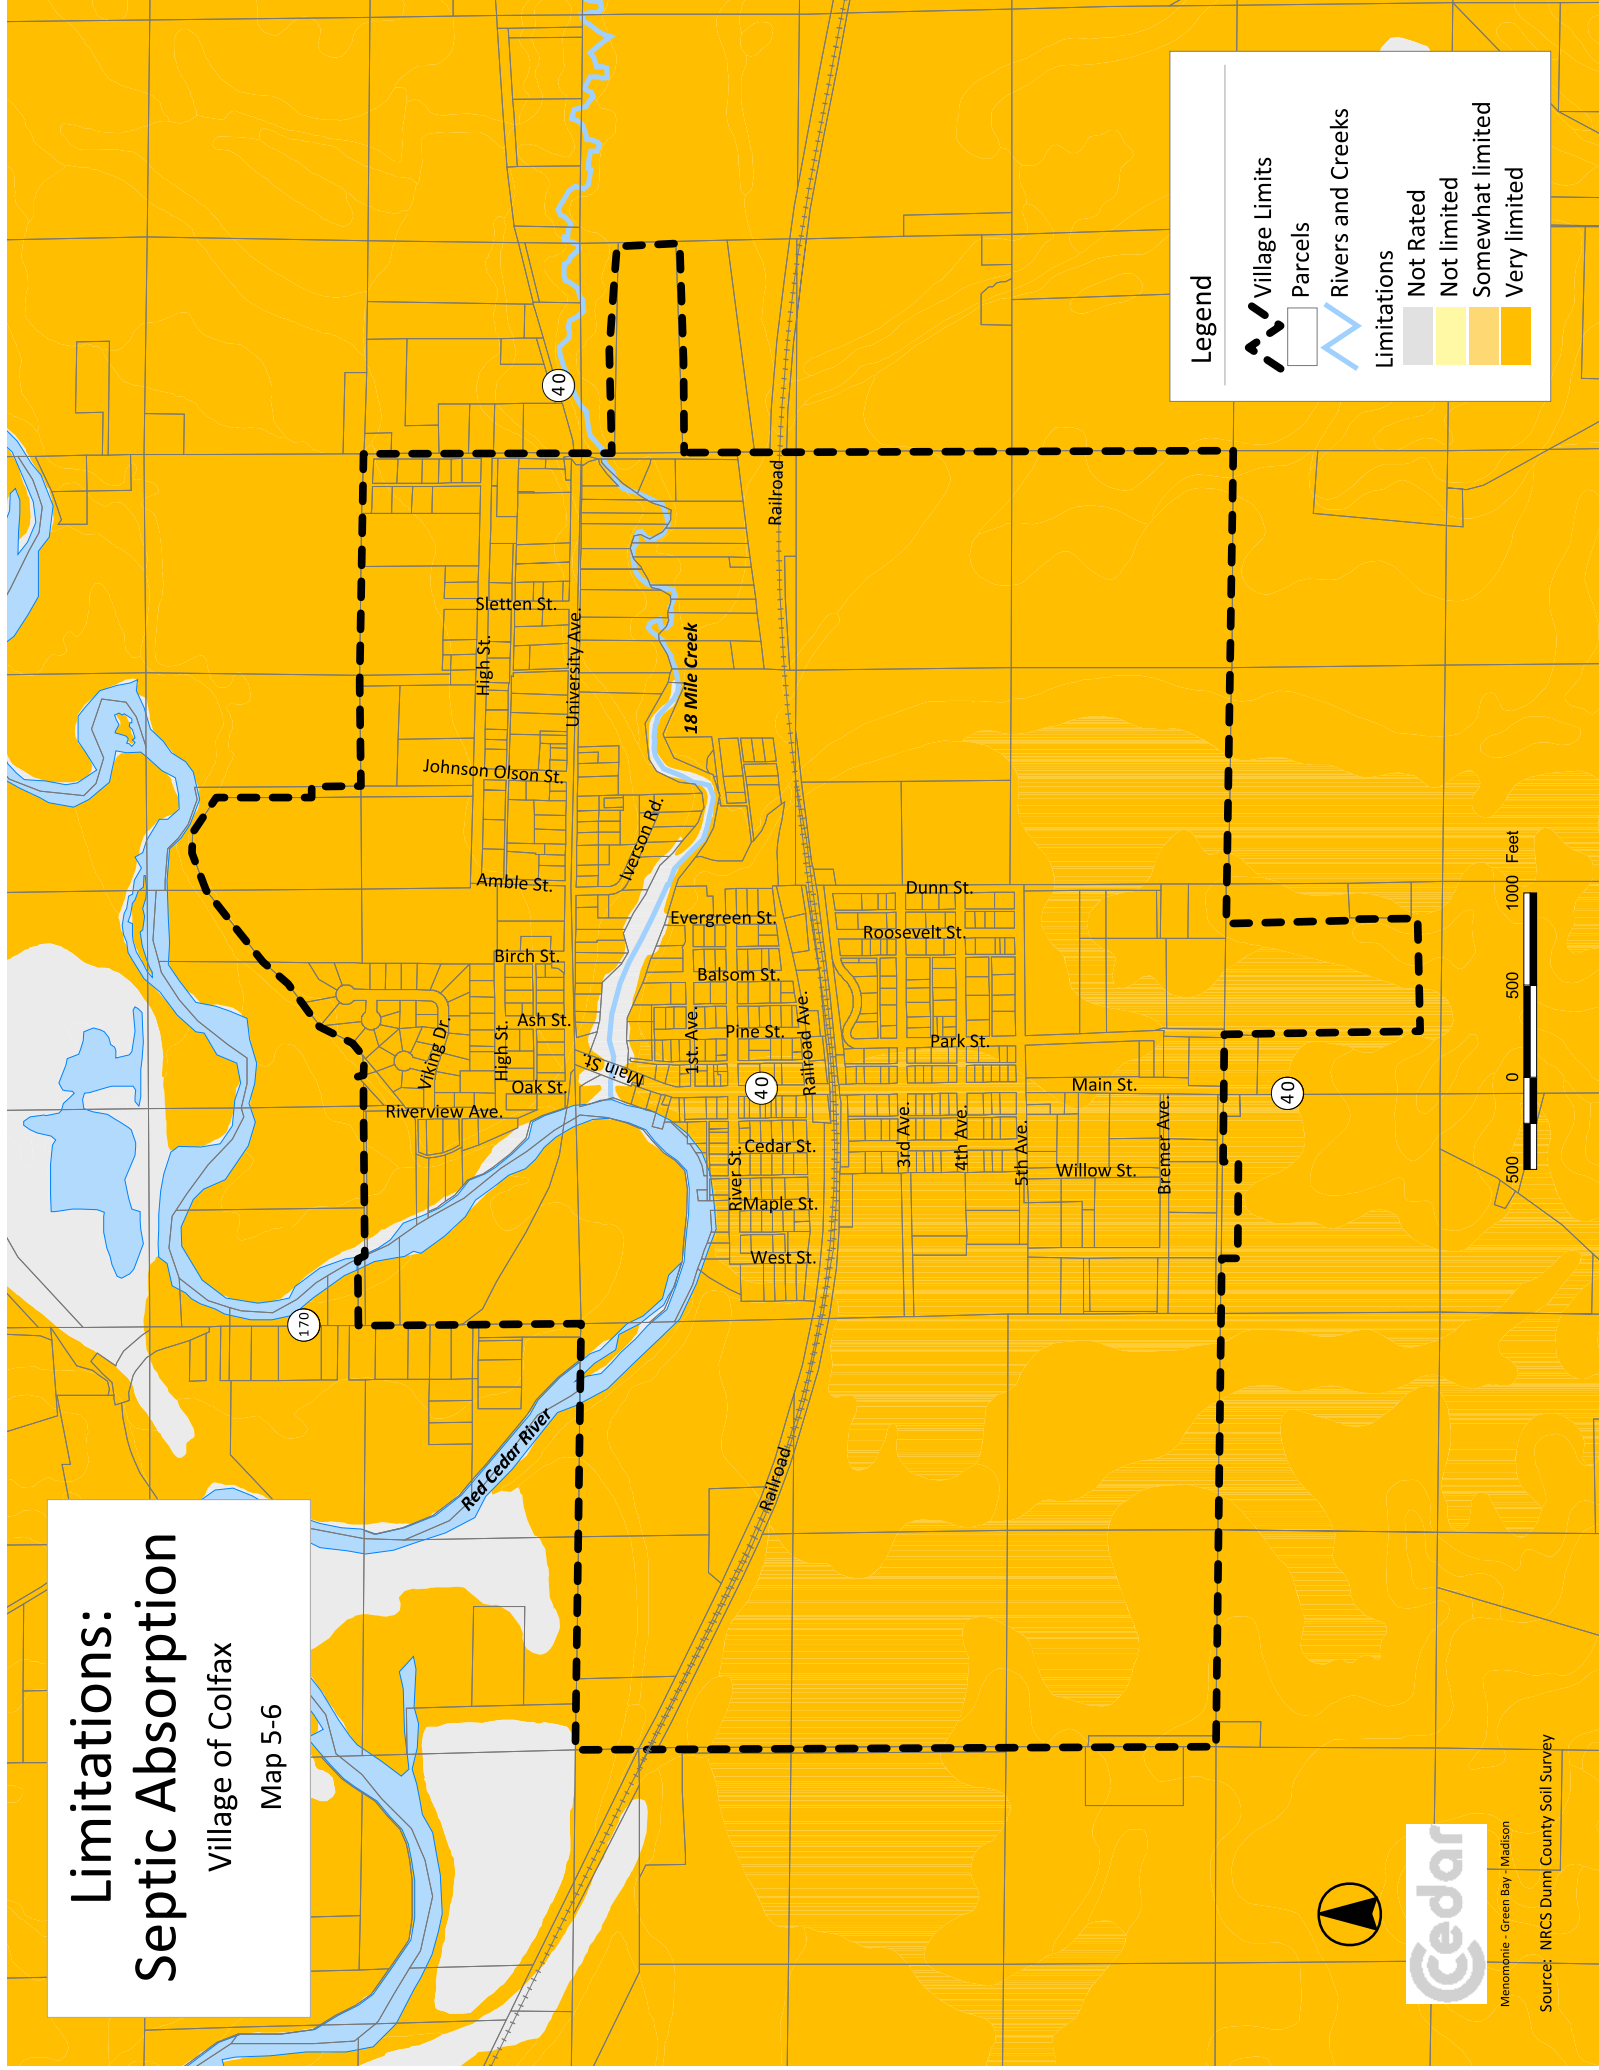 Limitations:
Septic Absorption
Village of Colfax
Map 5-6
170
40
Red Cedar River
Riverview Ave.
Viking Dr.
High St.
Oak St.
Ash St.
Birch St.
Amble St.
Johnson Olson St.
High St.
Sletten St.
University Ave.
Iverson Rd.
Main St.
18 Mile Creek
Evergreen St.
Balsom St.
1st. Ave.
Pine St.
River St.
Cedar St.
Maple St.
West St.
40
Railroad Ave.
Railroad
Railroad
Dunn St.
Roosevelt St.
Park St.
3rd Ave.
4th Ave.
5th Ave.
Main St.
Willow St.
Bremer Ave.
40
Legend
Village Limits
Parcels
Rivers and Creeks
Limitations
Not Rated
Not limited
Somewhat limited
Very limited
500 0 500 1000 Feet
Cedar
Menomonie - Green Bay - Madison
Source: NRCS Dunn County Soil Survey